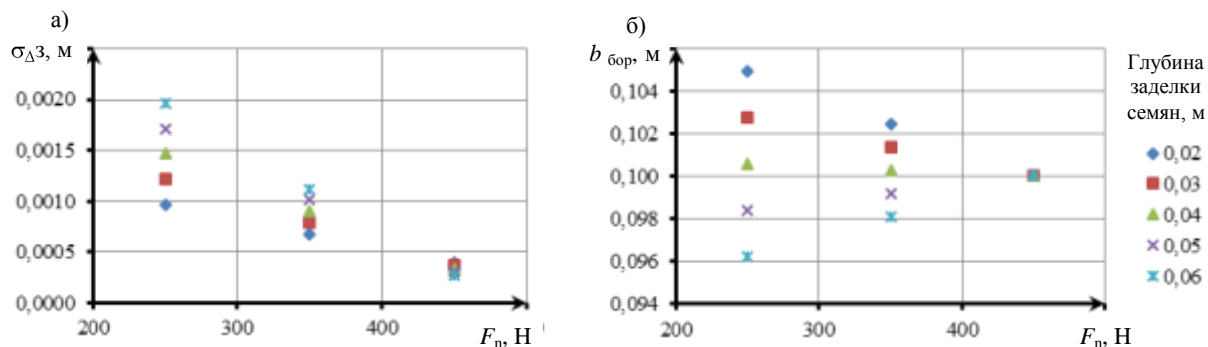 а)
σΔз, м
0,0020
0,0015
0,0010
0,0005
0,0000
200
300
400
Fп, Н
б)
b бор, м
0,104
0,102
0,100
0,098
0,096
0,094
200
300
400
Fп, Н
Глубина
заделки
семян, м
0,02
0,03
0,04
0,05
0,06